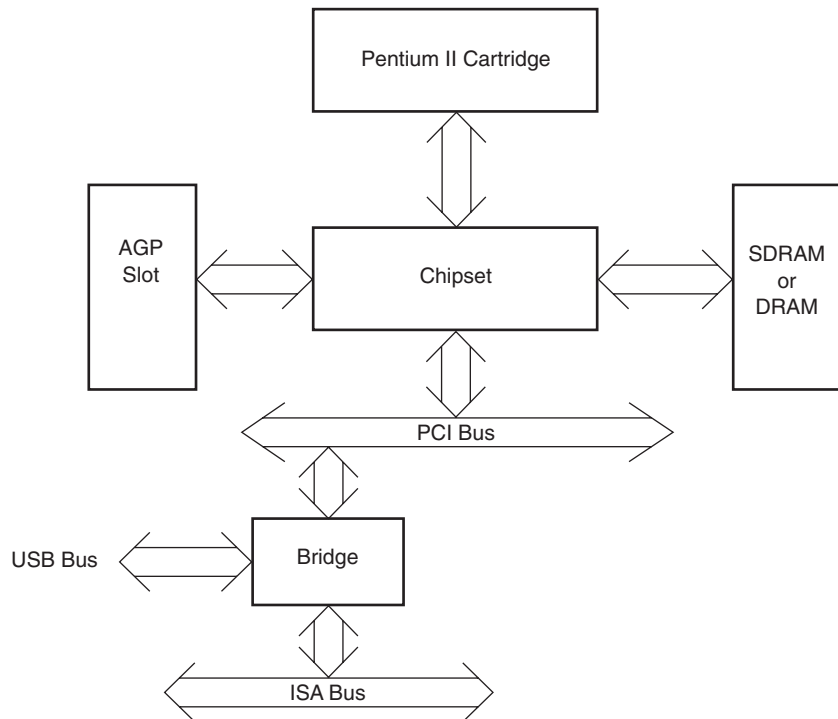 Pentium II Cartridge
AGP
Slot
Chipset
SDRAM
or
DRAM
PCI Bus
USB Bus
Bridge
ISA Bus